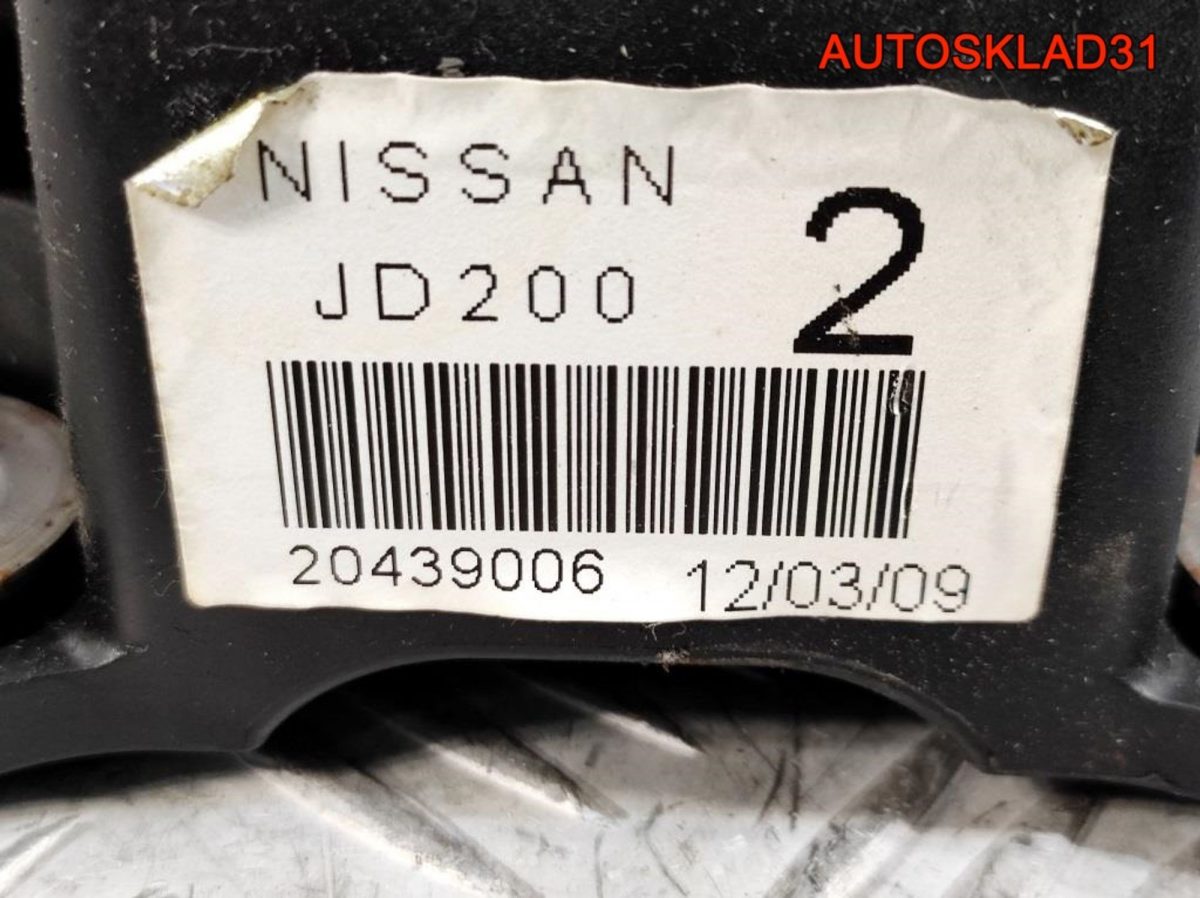 AUTOSKLAD31
NISSAN
JD200
2
20439006 12/03/09